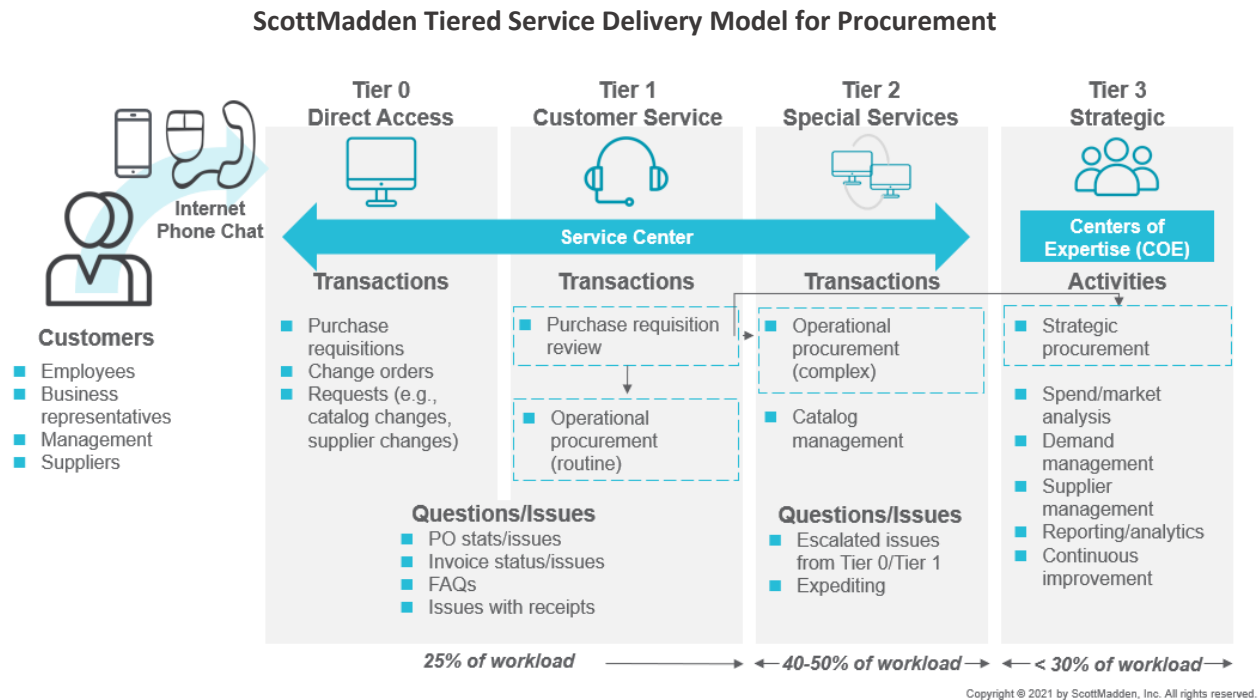 ScottMadden Tiered Service Delivery Model for Procurement
Internet
Phone Chat
Customers
Employees
Business
representatives
Management
Suppliers
Tier 0
Direct Access
Tier 1
Customer Service
Tier 2
Special Services
Tier 3
Strategic
Service Center
Centers of
Expertise (COE)
Transactions
Purchase
requisitions
Change orders
Requests (e.g.,
catalog changes,
supplier changes)
Transactions
Purchase requisition
review
Operational
procurement
(routine)
Questions/Issues
PO stats/issues
Invoice status/issues
FAQs
Issues with receipts
Transactions
Operational
procurement
(complex)
Catalog
management
Questions/Issues
Escalated issues
from Tier 0/Tier 1
Expediting
Activities
Strategic
procurement
Spend/market
analysis
Demand
management
Supplier
management
Reporting/analytics
Continuous
improvement
25% of workload
40-50% of workload
< 30% of workload
Copyright © 2021 by ScottMadden, Inc. All rights reserved.